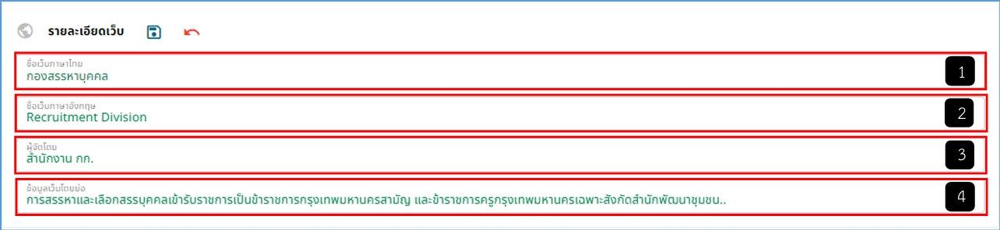 รายละเอียดเว็บ
ชื่อเว็บภาษาไทย
กองสรรหาบุคคล
1
ชื่อเว็บภาษาอังกฤษ
Recruitment Division
2
ผู้จัดโดย
สำนักงาน กก.
3
ข้อมูลเว็บโดยย่อ
การสรรหาและเลือกสรรบุคคลเข้ารับราชการเป็นข้าราชการกรุงเทพมหานครสามัญ และข้าราชการครูกรุงเทพมหานครเฉพาะสังกัดสำนักพัฒนาชุมชน..
4